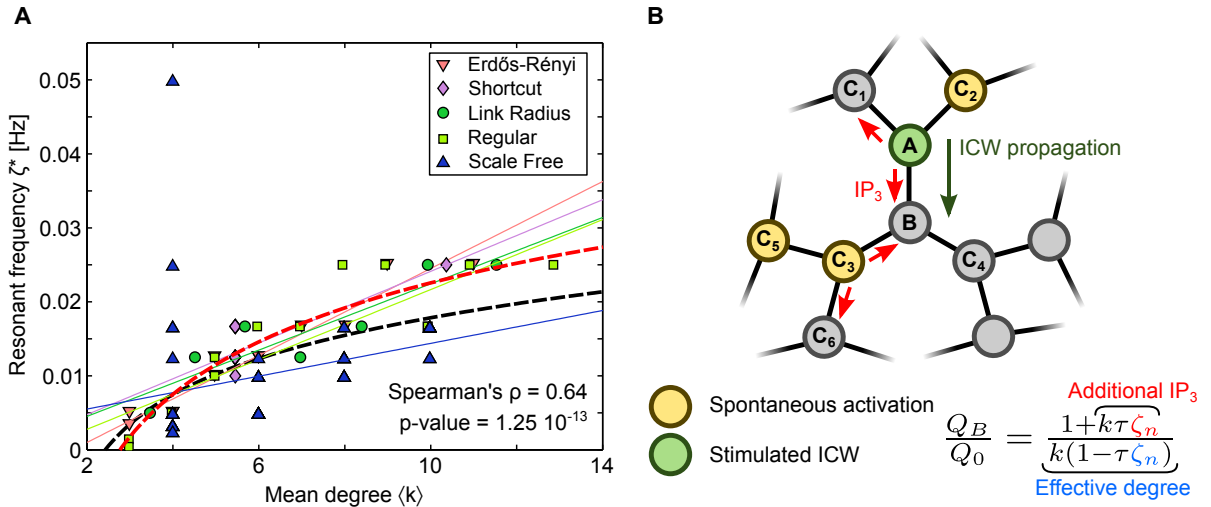 A
Resonant frequency ζ* [Hz]
0.05
0.04
0.03
0.02
0.01
0
2
6
10
14
Mean degree ⟨k⟩
Erdős-Rényi
Shortcut
Link Radius
Regular
Scale Free
Spearman's ρ = 0.64
p-value = 1.25 10⁻¹³
B
C₁
C₂
A
ICW propagation
IP₃
B
C₅
C₃
C₄
C₆
Spontaneous activation
Stimulated ICW
Additional IP₃
Q_B/Q₀ = (1+kτζₙ)/(k(1−τζₙ))
Effective degree